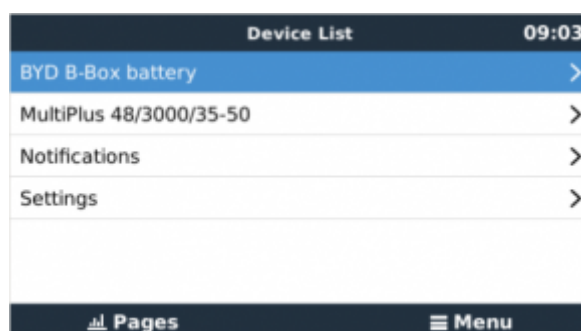 Device List 09:03
BYD B-Box battery
MultiPlus 48/3000/35-50
Notifications
Settings
Pages Menu